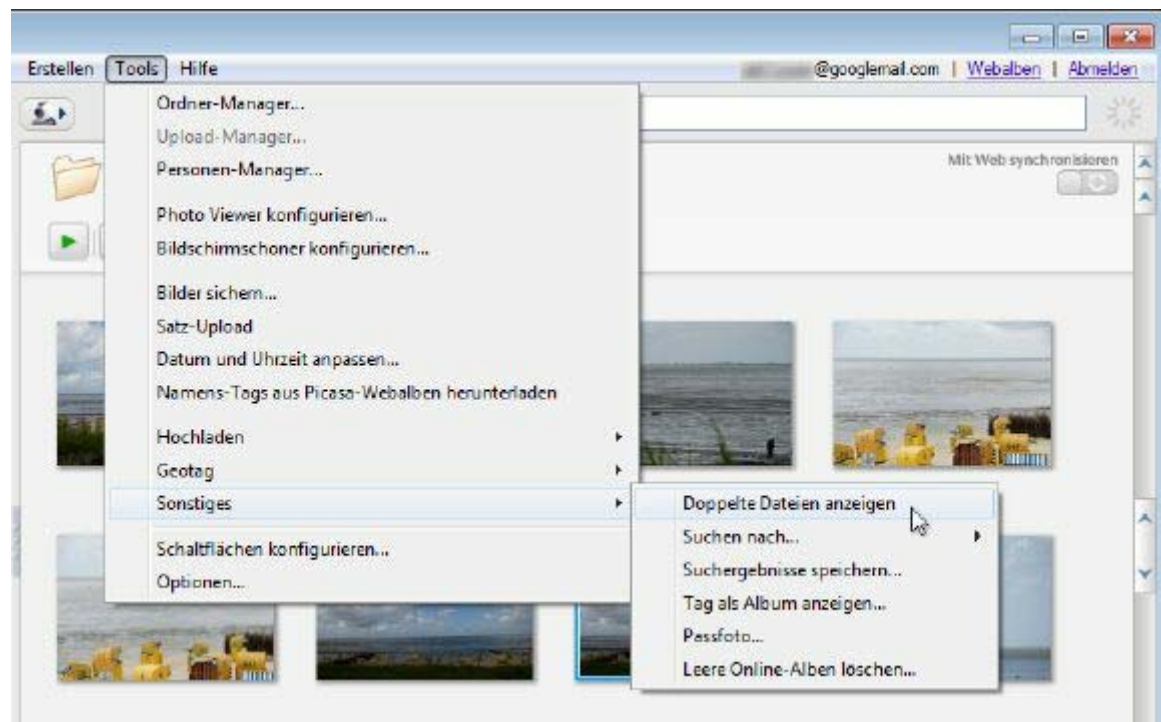 Erstellen Tools Hilfe @googlemail.com | Webalben | Abmelden
Ordner-Manager...
Upload-Manager...
Personen-Manager...
Mit Web synchronisieren
Photo Viewer konfigurieren...
Bildschirmschoner konfigurieren...
Bilder sichern...
Satz-Upload
Datum und Uhrzeit anpassen...
Namens-Tags aus Picasa-Webalben herunterladen
Hochladen
Geotag
Sonstiges
Doppelte Dateien anzeigen
Suchen nach...
Suchergebnisse speichern...
Tag als Album anzeigen...
Passfoto...
Leere Online-Alben löschen...
Schaltflächen konfigurieren...
Optionen...